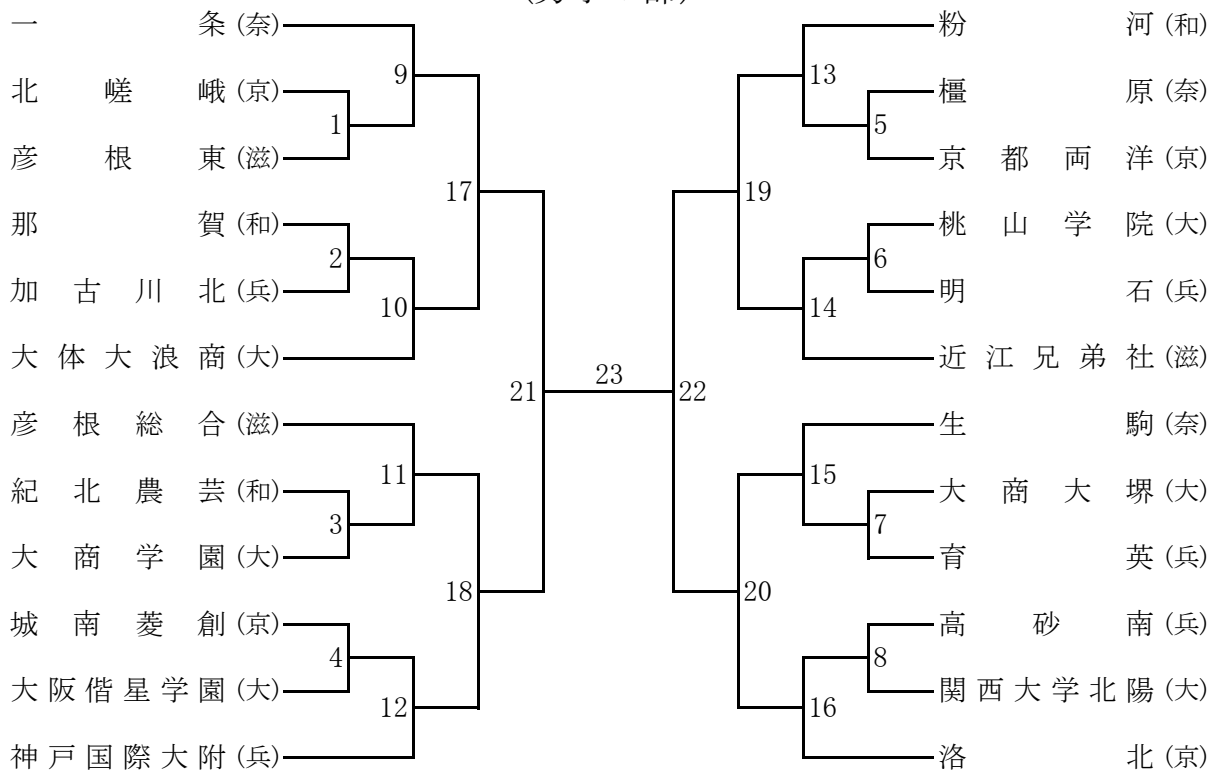 一条(奈)
北嵯峨(京)
彦根東(滋)
那賀(和)
加古川北(兵)
大体大浪商(大)
彦根総合(滋)
紀北農芸(和)
大商学園(大)
城南菱創(京)
大阪偕星学園(大)
神戸国際大附(兵)
9
1
17
2
10
21
11
3
18
4
12
23
22
13
5
19
6
14
15
7
20
8
16
粉河(和)
橿原(奈)
京都両洋(京)
桃山学院(大)
明石(兵)
近江兄弟社(滋)
生駒(奈)
大商大堺(大)
育英(兵)
高砂南(兵)
関西大学北陽(大)
洛北(京)